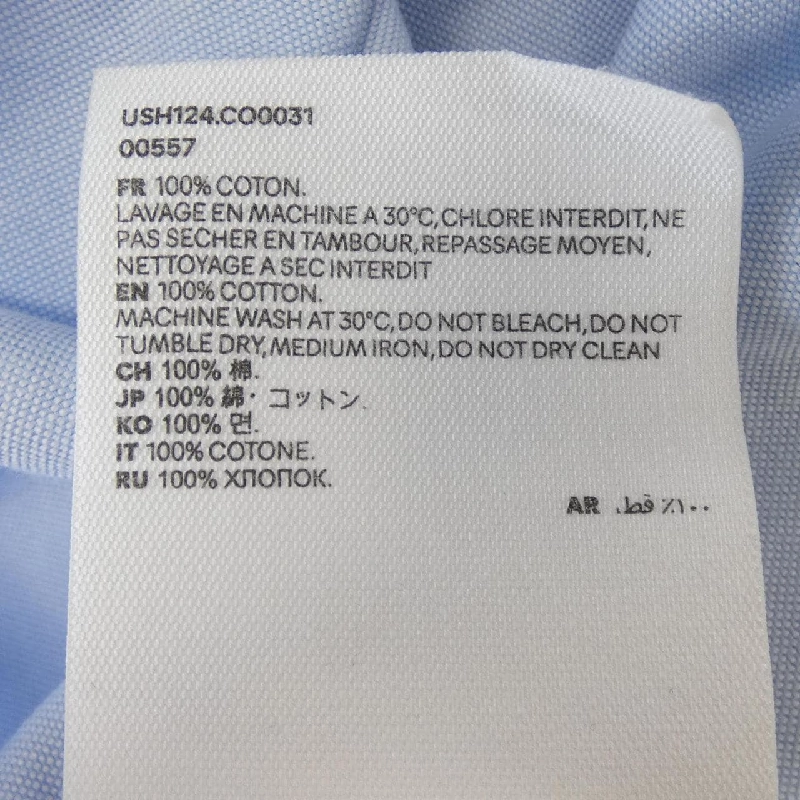 USH124.CO0031
00557
FR 100% COTON.
LAVAGE EN MACHINE A 30°C, CHLORE INTERDIT, NE
PAS SECHER EN TAMBOUR, REPASSAGE MOYEN,
NETTOYAGE A SEC INTERDIT
EN 100% COTTON.
MACHINE WASH AT 30°C, DO NOT BLEACH, DO NOT
TUMBLE DRY, MEDIUM IRON, DO NOT DRY CLEAN
CH 100% 棉.
JP 100% 綿・コットン.
KO 100% 면.
IT 100% COTONE.
RU 100% ХЛОПОК.
AR ١٠٠٪ قط.